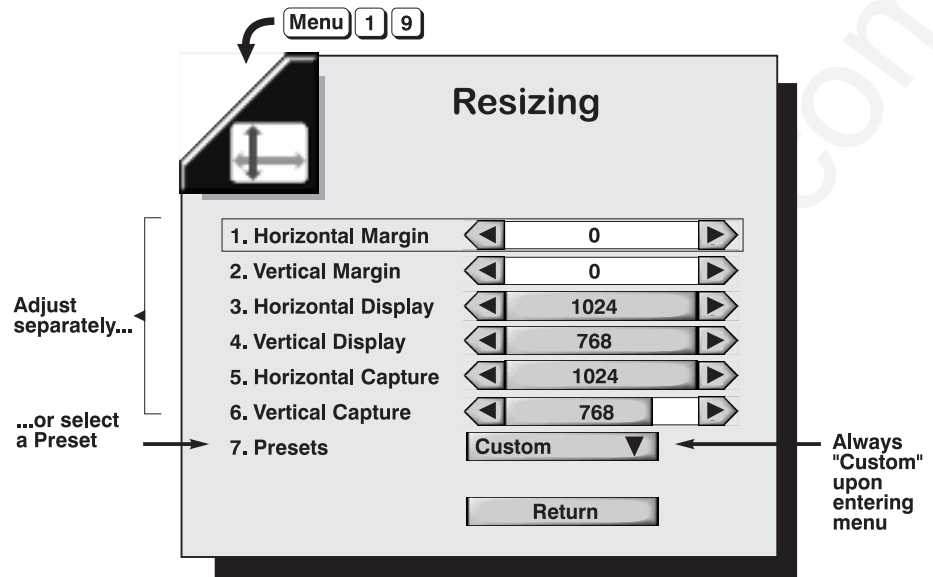 Menu 1 9
Resizing
1. Horizontal Margin 0
2. Vertical Margin 0
3. Horizontal Display 1024
4. Vertical Display 768
5. Horizontal Capture 1024
6. Vertical Capture 768
7. Presets Custom
Return
Adjust
separately...
...or select
a Preset
Always
"Custom"
upon
entering
menu
com